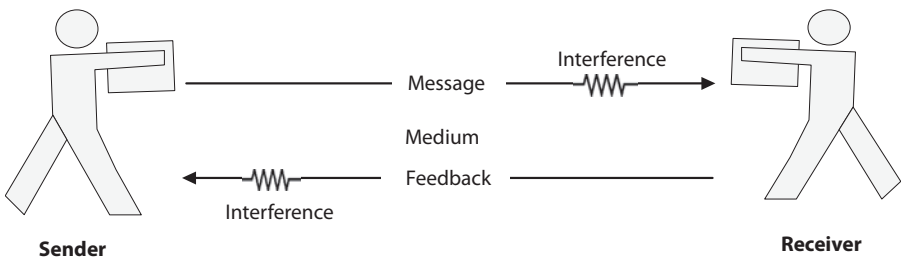 Interference
Message
Medium
Feedback
Interference
Sender
Receiver